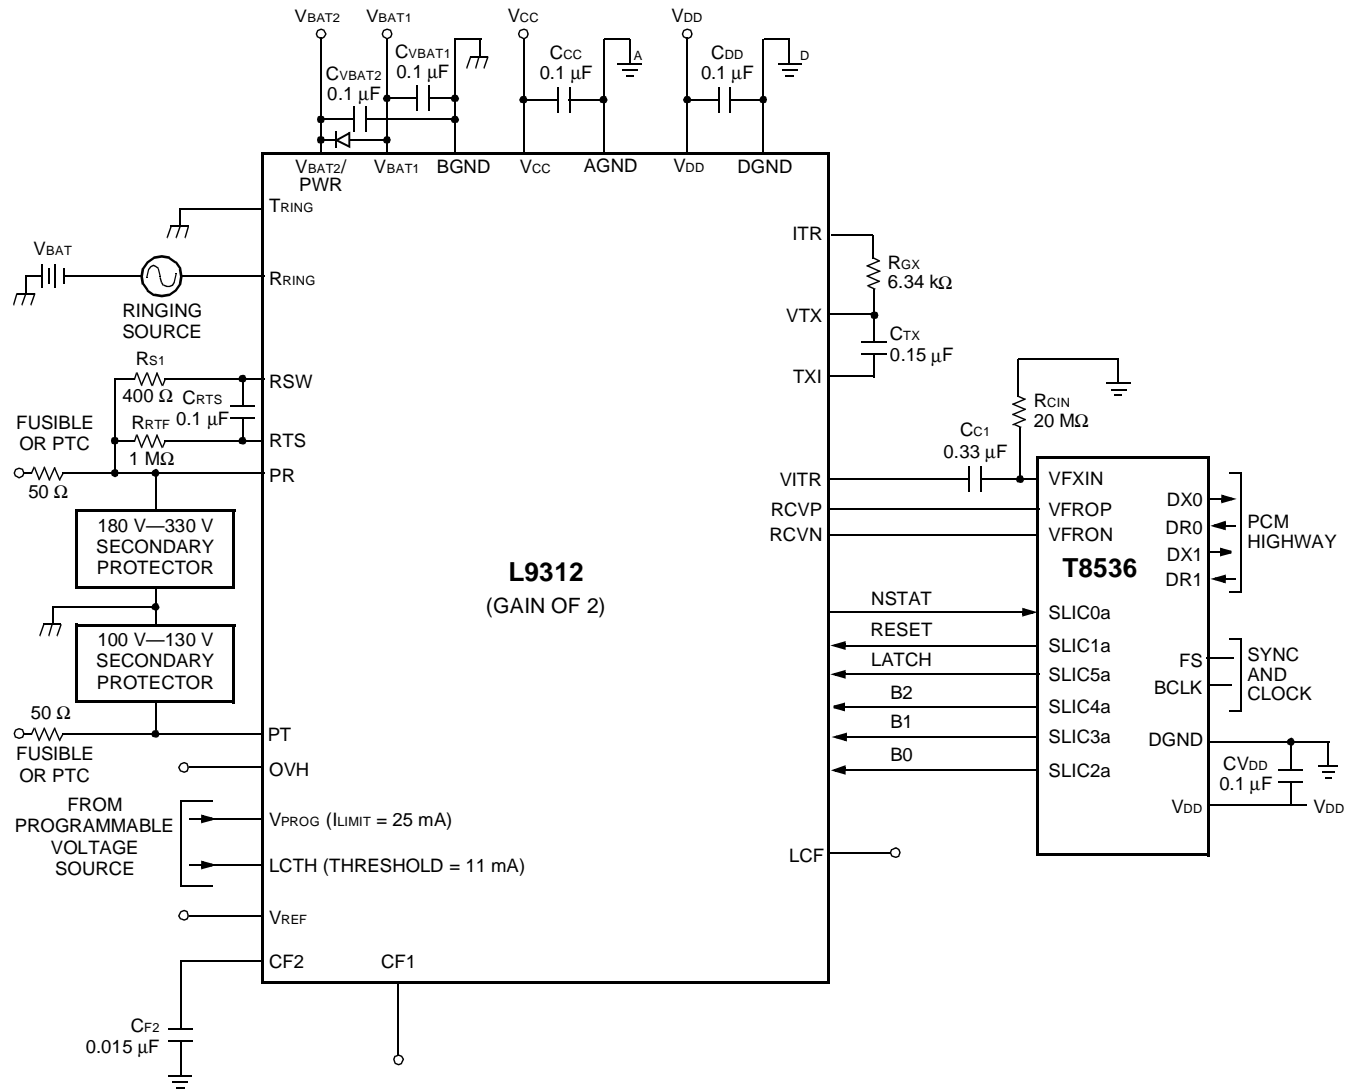 VBAT2
VBAT1
VCC
VDD
CVBAT1
0.1 µF
CVBAT2
0.1 µF
CCC
0.1 µF
A
CDD
0.1 µF
D
VBAT2/
PWR
VBAT1
BGND
VCC
AGND
VDD
DGND
TRING
VBAT
RRING
RINGING
SOURCE
RS1
400 Ω
RSW
CRTS
0.1 µF
RRTF
1 MΩ
RTS
FUSIBLE
OR PTC
50 Ω
PR
180 V—330 V
SECONDARY
PROTECTOR
100 V—130 V
SECONDARY
PROTECTOR
50 Ω
FUSIBLE
OR PTC
PT
OVH
FROM
PROGRAMMABLE
VOLTAGE
SOURCE
VPROG (ILIMIT = 25 mA)
LCTH (THRESHOLD = 11 mA)
VREF
CF2
CF1
CF2
0.015 µF
L9312
(GAIN OF 2)
ITR
RGX
6.34 kΩ
VTX
CTX
0.15 µF
TXI
RCIN
20 MΩ
CC1
0.33 µF
VITR
RCVP
RCVN
NSTAT
RESET
LATCH
B2
B1
B0
LCF
VFXIN
VFROP
VFRON
T8536
SLIC0a
SLIC1a
SLIC5a
SLIC4a
SLIC3a
SLIC2a
DX0
DR0
DX1
DR1
PCM
HIGHWAY
FS
BCLK
SYNC
AND
CLOCK
DGND
CVDD
0.1 µF
VDD
VDD